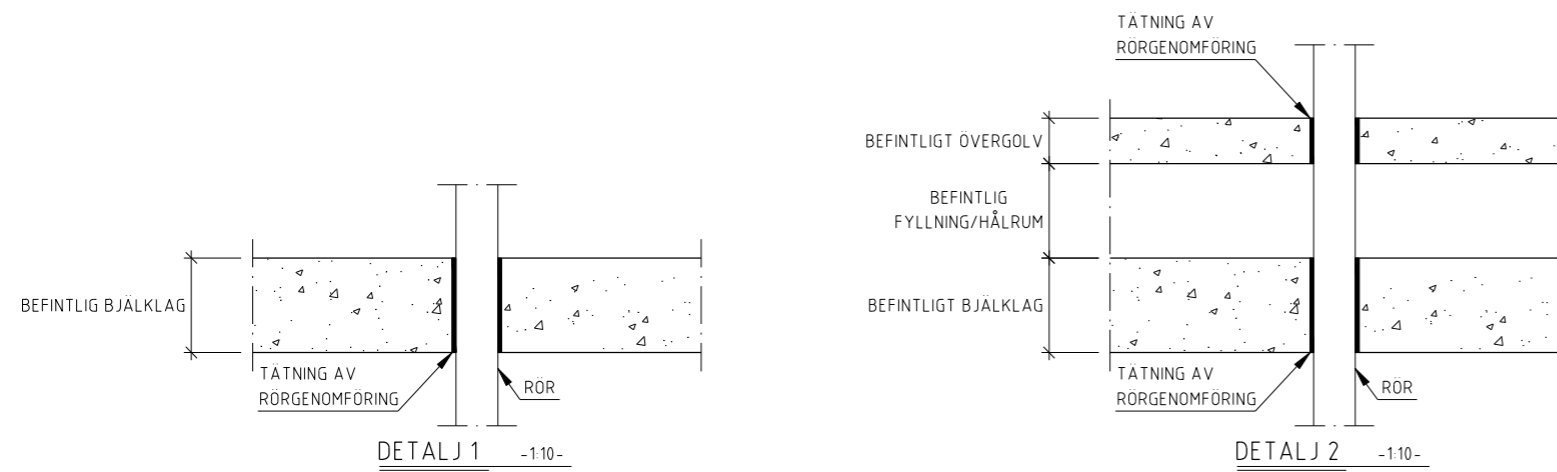 BEFINTLIG BJÄLKLAG
TÄTNING AV
RÖRGENOMFÖRING
RÖR
DETALJ 1 -1:10-
TÄTNING AV
RÖRGENOMFÖRING
BEFINTLIGT ÖVERGOLV
BEFINTLIG
FYLLNING/HÅLRUM
BEFINTLIGT BJÄLKLAG
TÄTNING AV
RÖRGENOMFÖRING
RÖR
DETALJ 2 -1:10-